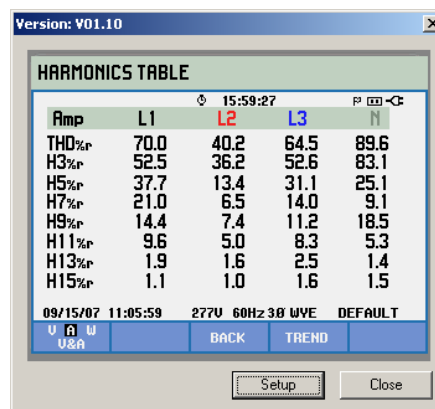 Version: V01.10
HARMONICS TABLE
15:59:27
Amp L1 L2 L3 N
THD%r 70.0 40.2 64.5 89.6
H3%r 52.5 36.2 52.6 83.1
H5%r 37.7 13.4 31.1 25.1
H7%r 21.0 6.5 14.0 9.1
H9%r 14.4 7.4 11.2 18.5
H11%r 9.6 5.0 8.3 5.3
H13%r 1.9 1.6 2.5 1.4
H15%r 1.1 1.0 1.6 1.5
09/15/07 11:05:59 277V 60Hz 3Ø WYE DEFAULT
V A W BACK TREND
V&A
Setup Close